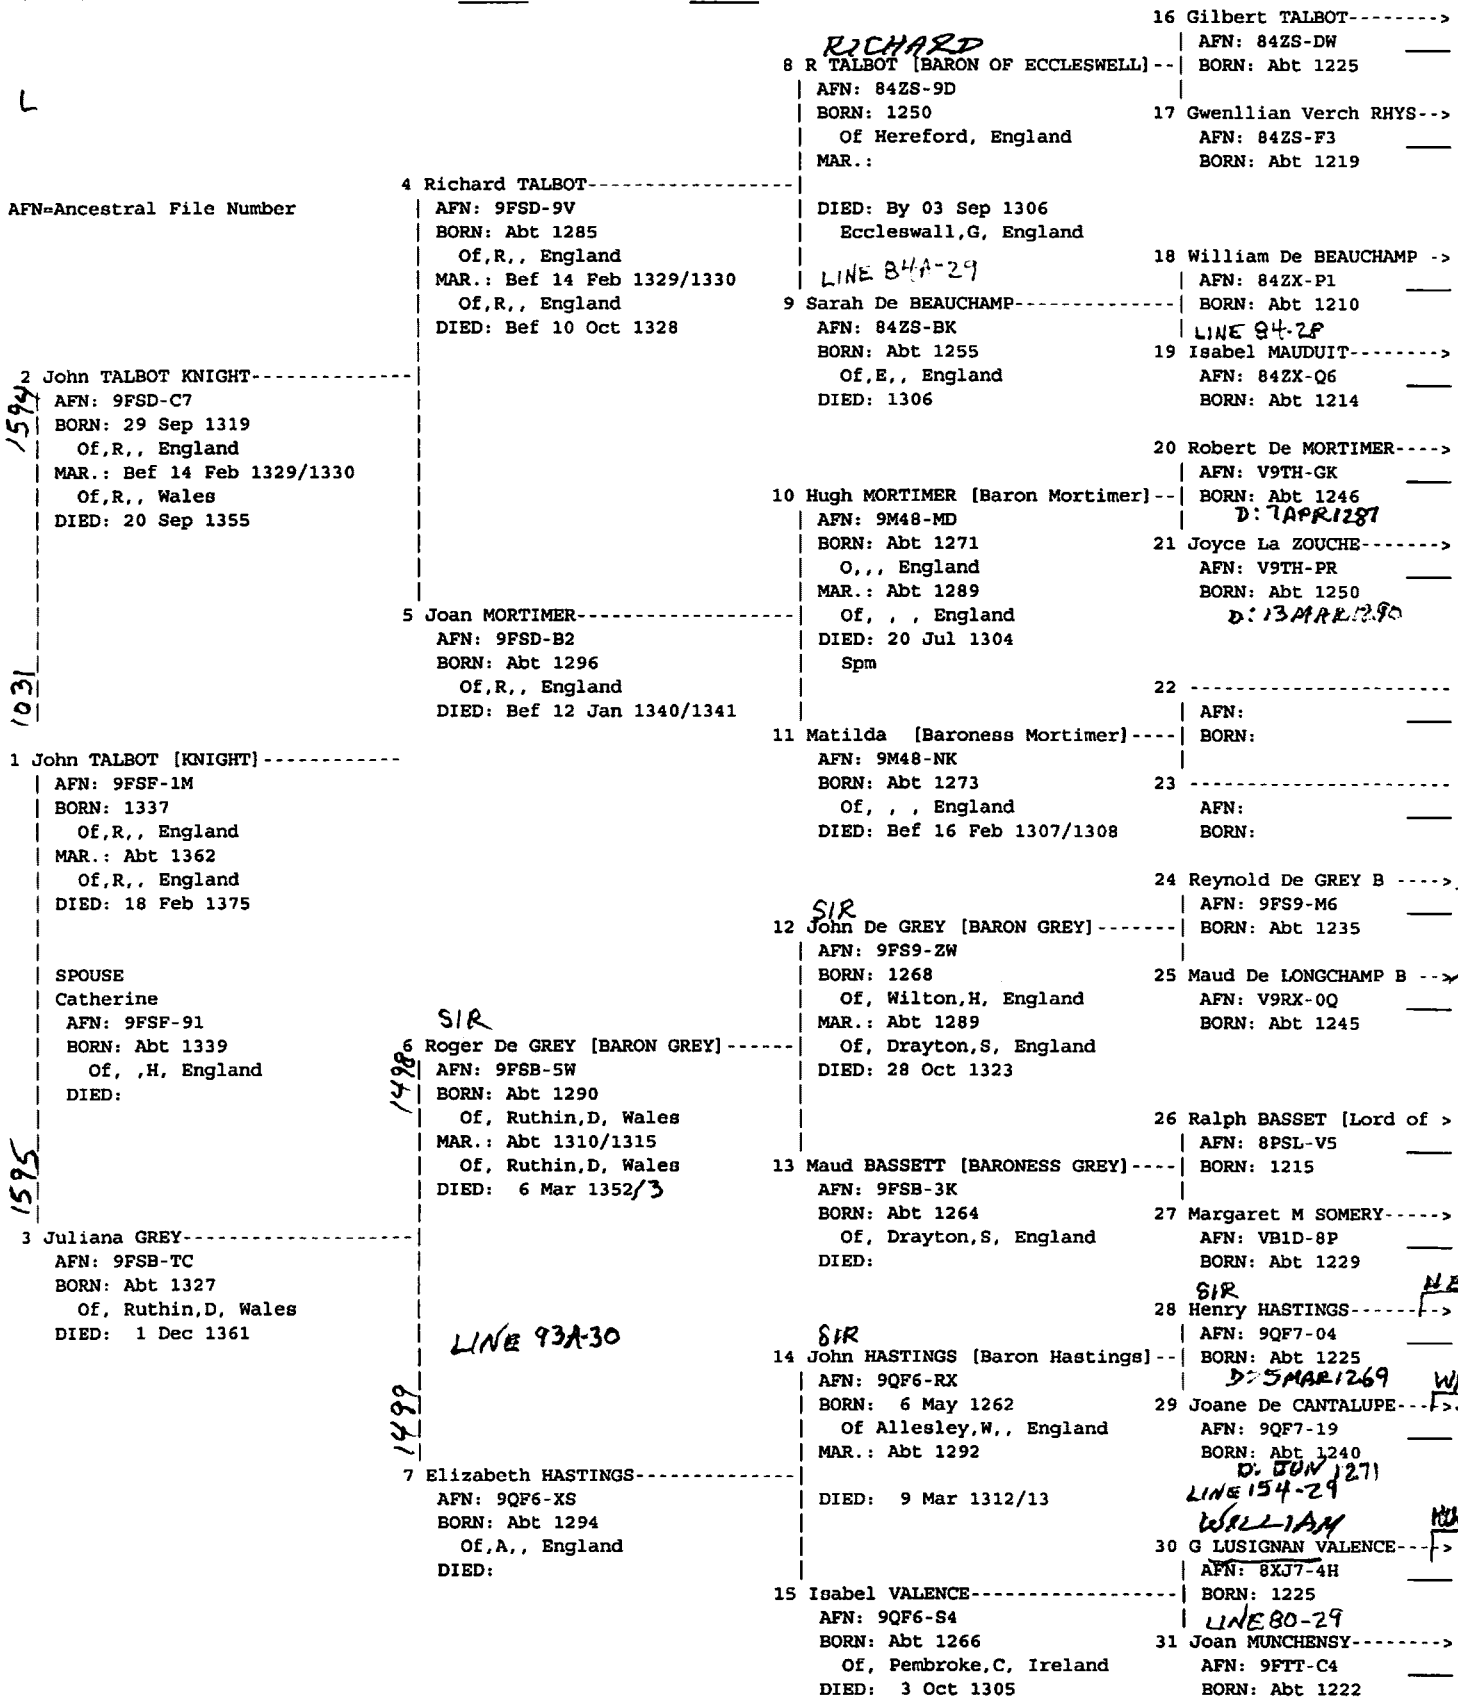 L
AFN=Ancestral File Number
1594
2 John TALBOT KNIGHT--------------
AFN: 9FSD-C7
BORN: 29 Sep 1319
Of,R,, England
MAR.: Bef 14 Feb 1329/1330
Of,R,, Wales
DIED: 20 Sep 1355
1031
1 John TALBOT [KNIGHT]------------
AFN: 9FSF-1M
BORN: 1337
Of,R,, England
MAR.: Abt 1362
Of,R,, England
DIED: 18 Feb 1375
SPOUSE
Catherine
AFN: 9FSF-91
BORN: Abt 1339
Of, ,H, England
DIED:
1595
3 Juliana GREY--------------------
AFN: 9FSB-TC
BORN: Abt 1327
Of, Ruthin,D, Wales
DIED: 1 Dec 1361
4 Richard TALBOT-----------------
AFN: 9FSD-9V
BORN: Abt 1285
Of,R,, England
MAR.: Bef 14 Feb 1329/1330
Of,R,, England
DIED: Bef 10 Oct 1328
5 Joan MORTIMER------------------
AFN: 9FSD-B2
BORN: Abt 1296
Of,R,, England
DIED: Bef 12 Jan 1340/1341
SIR
6 Roger De GREY [BARON GREY]------
1498
AFN: 9FSB-5W
BORN: Abt 1290
Of, Ruthin,D, Wales
MAR.: Abt 1310/1315
Of, Ruthin,D, Wales
DIED: 6 Mar 1352/3
LINE 93A-30
1499
7 Elizabeth HASTINGS--------------
AFN: 9QF6-XS
BORN: Abt 1294
Of,A,, England
DIED:
RICHARD
8 R TALBOT [BARON OF ECCLESWELL]--
AFN: 84ZS-9D
BORN: 1250
Of Hereford, England
MAR.:
DIED: By 03 Sep 1306
Eccleswall,G, England
LINE 84A-29
9 Sarah De BEAUCHAMP--------------
AFN: 84ZS-BK
BORN: Abt 1255
Of,E,, England
DIED: 1306
10 Hugh MORTIMER [Baron Mortimer]--
AFN: 9M48-MD
BORN: Abt 1271
O,,, England
MAR.: Abt 1289
Of, , , England
DIED: 20 Jul 1304
Spm
11 Matilda [Baroness Mortimer]----
AFN: 9M48-NK
BORN: Abt 1273
Of, , , England
DIED: Bef 16 Feb 1307/1308
SIR
12 John De GREY [BARON GREY]-------
AFN: 9FS9-ZW
BORN: 1268
Of, Wilton,H, England
MAR.: Abt 1289
Of, Drayton,S, England
DIED: 28 Oct 1323
13 Maud BASSETT [BARONESS GREY]----
AFN: 9FSB-3K
BORN: Abt 1264
Of, Drayton,S, England
DIED:
SIR
14 John HASTINGS [Baron Hastings]--
AFN: 9QF6-RX
BORN: 6 May 1262
Of Allesley,W,, England
MAR.: Abt 1292
DIED: 9 Mar 1312/13
15 Isabel VALENCE-----------------
AFN: 9QF6-S4
BORN: Abt 1266
Of, Pembroke,C, Ireland
DIED: 3 Oct 1305
16 Gilbert TALBOT-------->
AFN: 84ZS-DW
BORN: Abt 1225
17 Gwenllian Verch RHYS-->
AFN: 84ZS-F3
BORN: Abt 1219
18 William De BEAUCHAMP ->
AFN: 84ZX-P1
BORN: Abt 1210
LINE 84-28
19 Isabel MAUDUIT-------->
AFN: 84ZX-Q6
BORN: Abt 1214
20 Robert De MORTIMER---->
AFN: V9TH-GK
BORN: Abt 1246
D: 7 APR 1287
21 Joyce La ZOUCHE------->
AFN: V9TH-PR
BORN: Abt 1250
D: 13 MAR 1290
22 ----------------------
AFN:
BORN:
23 ----------------------
AFN:
BORN:
24 Reynold De GREY B ---->
AFN: 9FS9-M6
BORN: Abt 1235
25 Maud De LONGCHAMP B -->
AFN: V9RX-0Q
BORN: Abt 1245
26 Ralph BASSET [Lord of >
AFN: 8PSL-V5
BORN: 1215
27 Margaret M SOMERY----->
AFN: VB1D-8P
BORN: Abt 1229
SIR
28 Henry HASTINGS------->
AFN: 9QF7-04
BORN: Abt 1225
D: 5 MAR 1269
29 Joane De CANTALUPE--->
AFN: 9QF7-19
BORN: Abt 1240
D. JUN 1271
LINE 154-29
WILLIAM
30 G LUSIGNAN VALENCE--->
AFN: 8XJ7-4H
BORN: 1225
LINE 80-29
31 Joan MUNCHENSY-------->
AFN: 9FTT-C4
BORN: Abt 1222